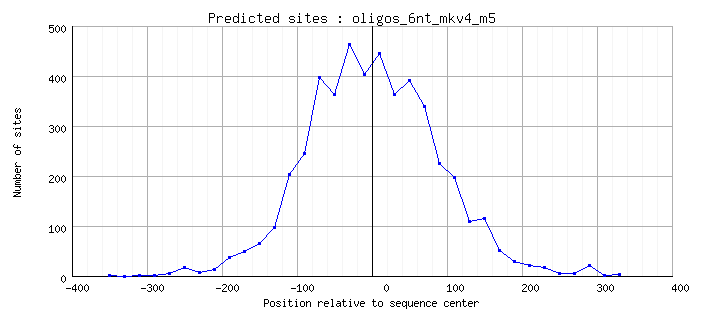 Predicted sites : oligos_6nt_mkv4_m5
500
400
300
200
100
0
Number of sites
-400 -300 -200 -100 0 100 200 300 400
Position relative to sequence center